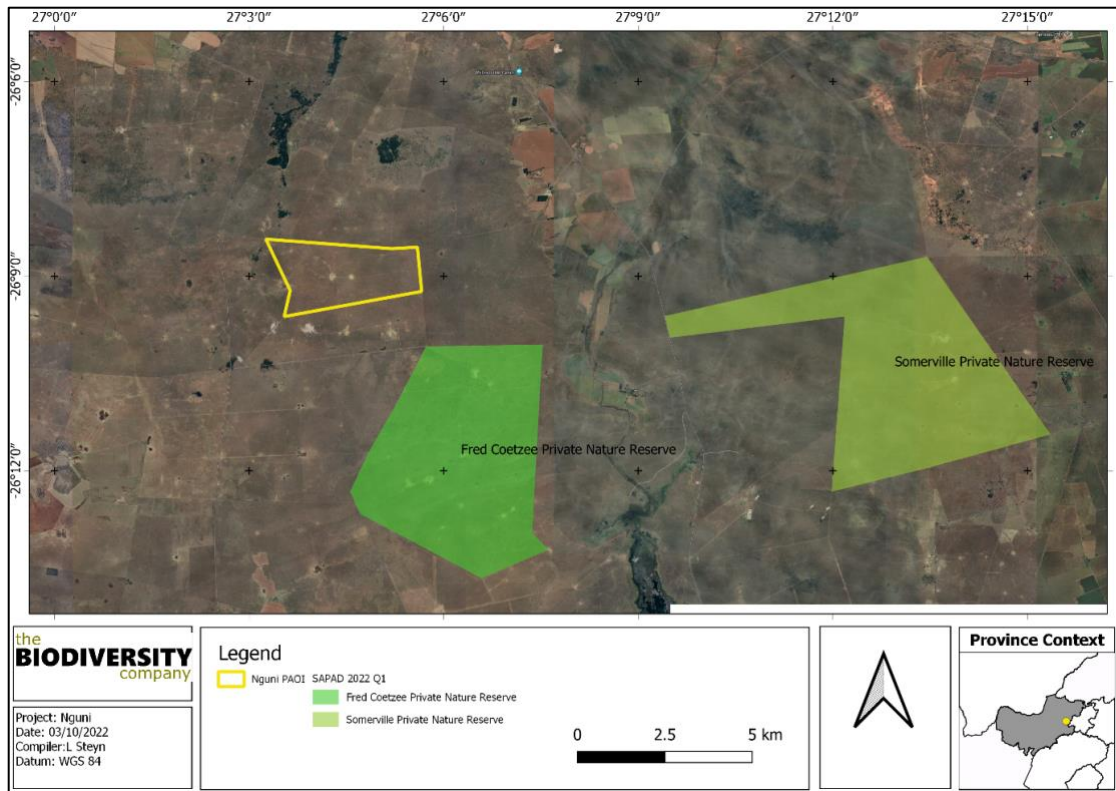 27°0′0″ 27°3′0″ 27°6′0″ 27°9′0″ 27°12′0″ 27°15′0″
-26°6′0″
-26°9′0″
Somerville Private Nature Reserve
Fred Coetzee Private Nature Reserve
-26°12′0″
the
BIODIVERSITY
company
Project: Nguni
Date: 03/10/2022
Compiler:L Steyn
Datum: WGS 84
Legend
Nguni PAOI SAPAD 2022 Q1
Fred Coetzee Private Nature Reserve
Somerville Private Nature Reserve
0 2.5 5 km
Province Context